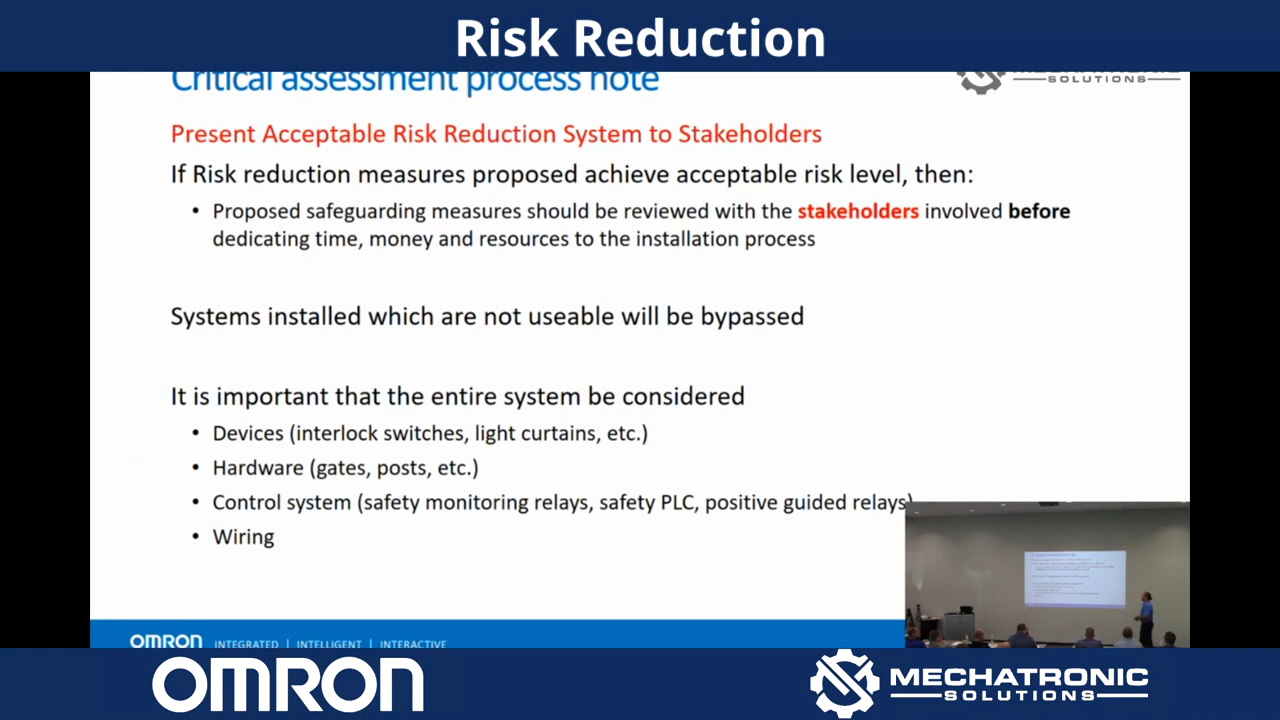 Risk Reduction
Critical assessment process note
MECHATRONIC
SOLUTIONS
Present Acceptable Risk Reduction System to Stakeholders
If Risk reduction measures proposed achieve acceptable risk level, then:
• Proposed safeguarding measures should be reviewed with the stakeholders involved before
dedicating time, money and resources to the installation process
Systems installed which are not useable will be bypassed
It is important that the entire system be considered
• Devices (interlock switches, light curtains, etc.)
• Hardware (gates, posts, etc.)
• Control system (safety monitoring relays, safety PLC, positive guided relays)
• Wiring
OMRON INTEGRATED | INTELLIGENT | INTERACTIVE
OMRON
MECHATRONIC
SOLUTIONS